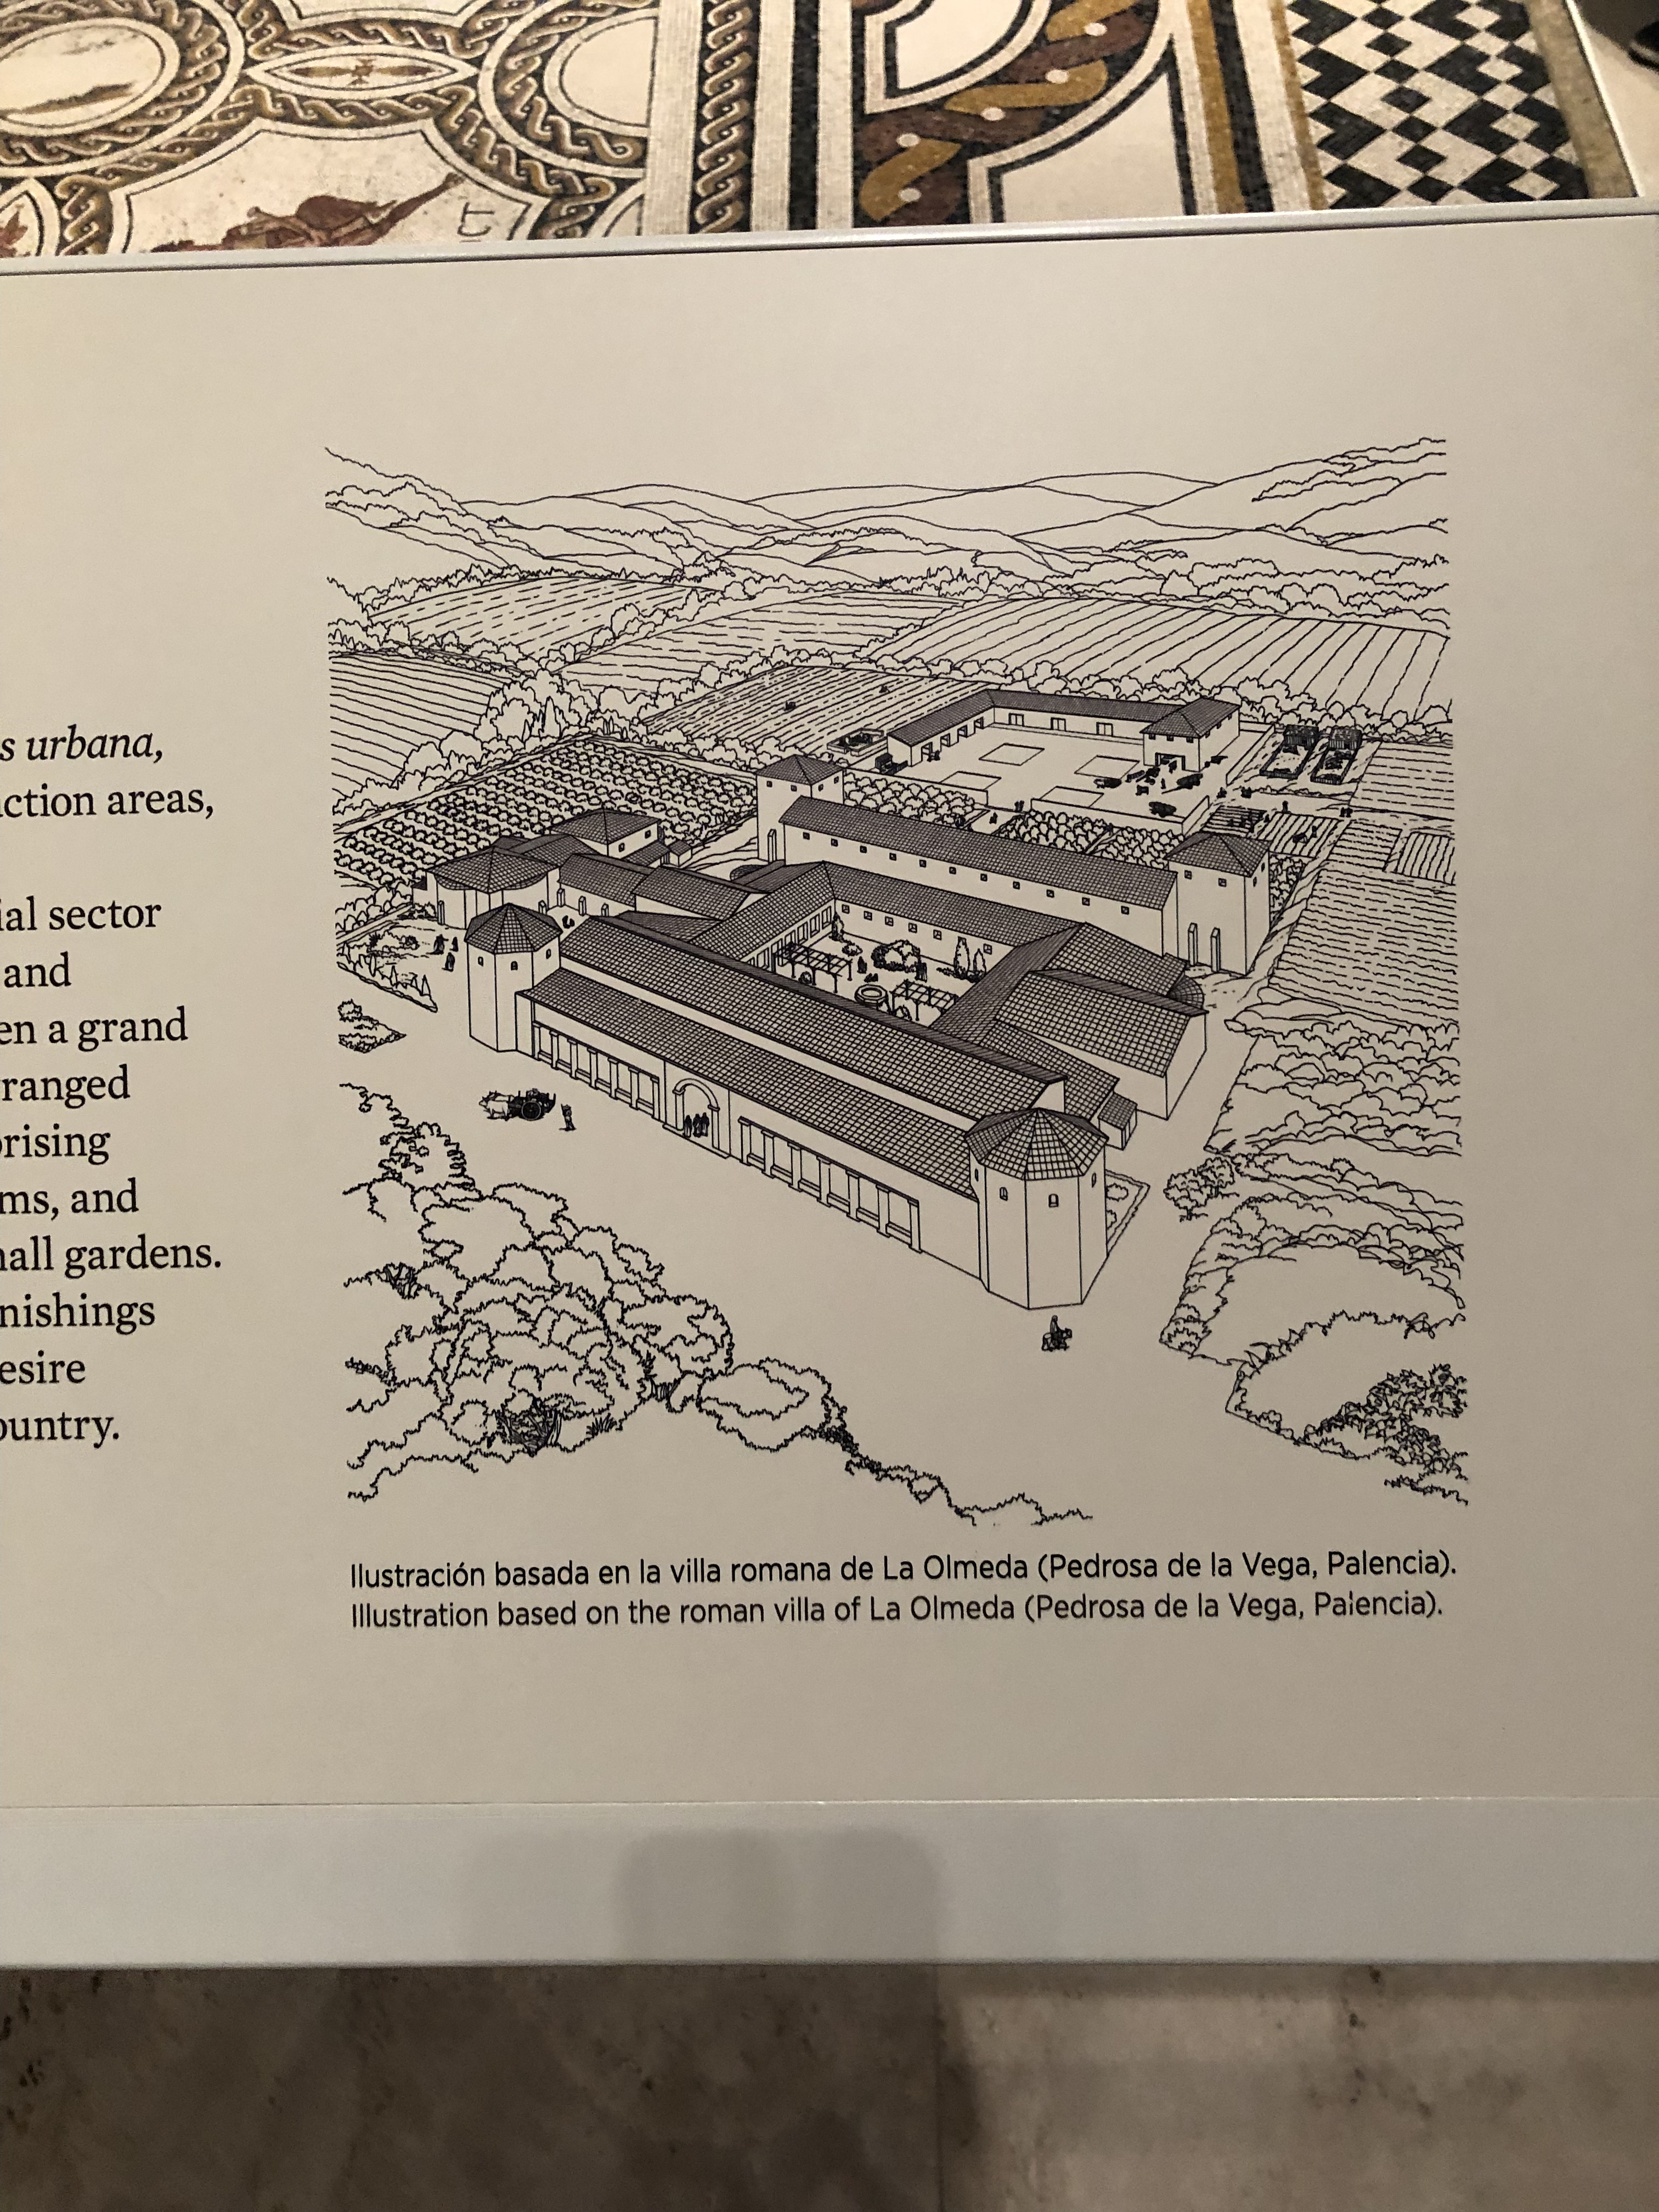 s urbana,
ction areas,
ial sector
and
en a grand
ranged
rising
ms, and
nall gardens.
nishings
esire
ountry.
Ilustración basada en la villa romana de La Olmeda (Pedrosa de la Vega, Palencia).
Illustration based on the roman villa of La Olmeda (Pedrosa de la Vega, Palencia).